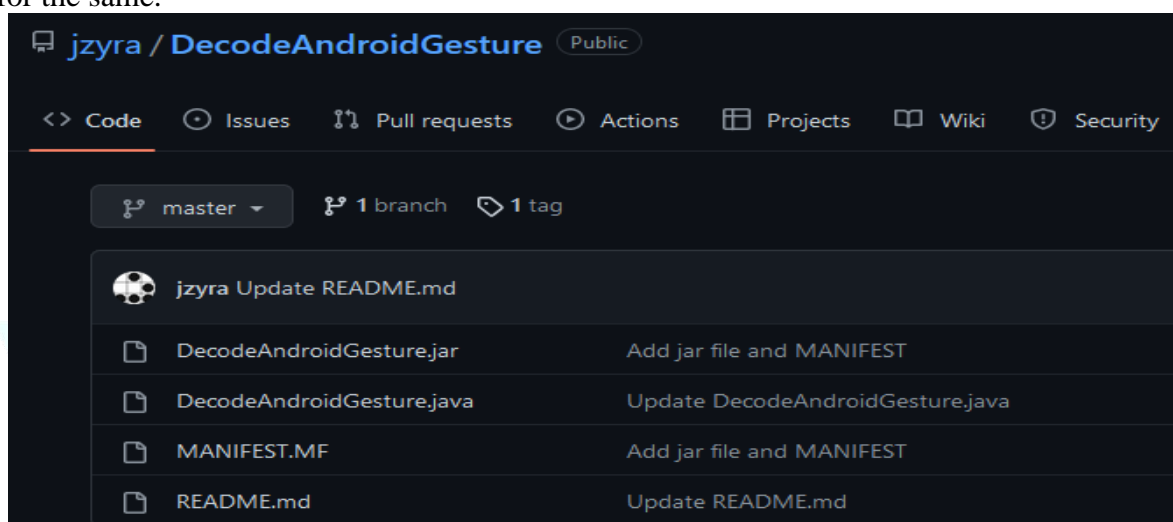 for the same.
jzyra / DecodeAndroidGesture Public
<> Code Issues Pull requests Actions Projects Wiki Security
master 1 branch 1 tag
jzyra Update README.md
DecodeAndroidGesture.jar Add jar file and MANIFEST
DecodeAndroidGesture.java Update DecodeAndroidGesture.java
MANIFEST.MF Add jar file and MANIFEST
README.md Update README.md